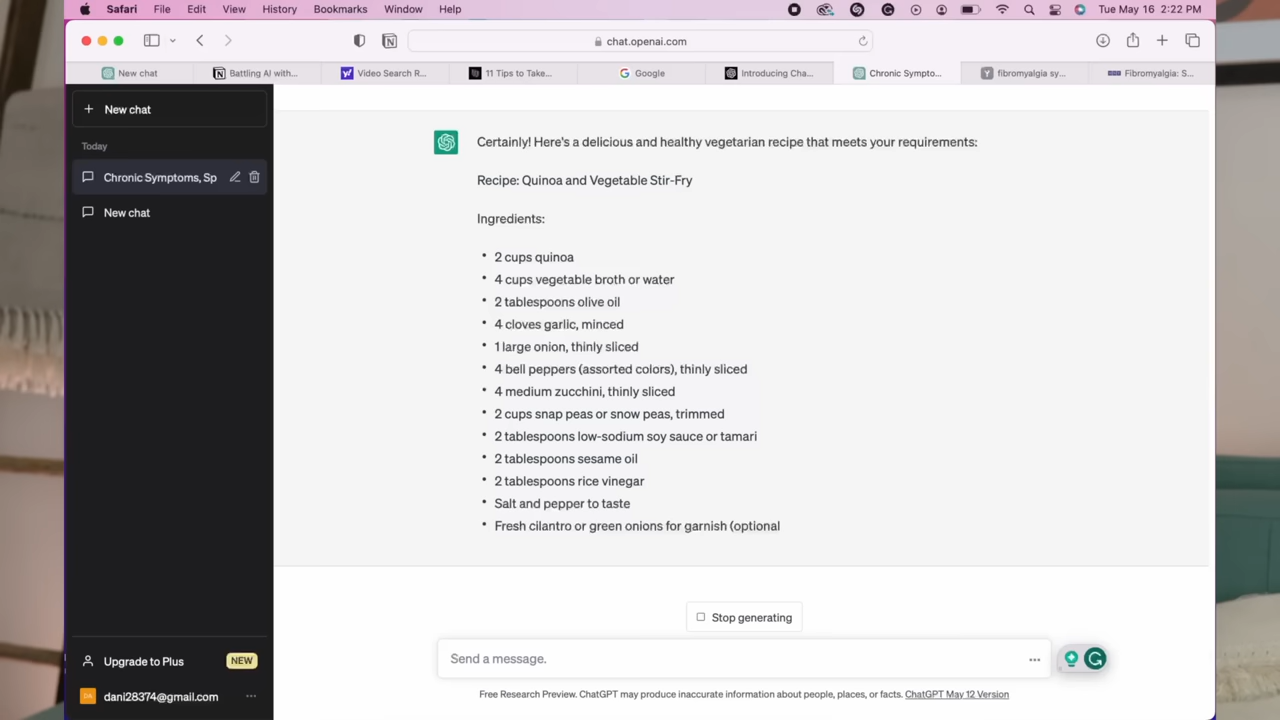 Safari File Edit View History Bookmarks Window Help Tue May 16 2:22 PM
chat.openai.com
New chat Battling AI with... Video Search R... 11 Tips to Take... Google Introducing Cha... Chronic Sympto... fibromyalgia sy... Fibromyalgia: S...
+ New chat
Today
Chronic Symptoms, Sp
New chat
Certainly! Here's a delicious and healthy vegetarian recipe that meets your requirements:
Recipe: Quinoa and Vegetable Stir-Fry
Ingredients:
• 2 cups quinoa
• 4 cups vegetable broth or water
• 2 tablespoons olive oil
• 4 cloves garlic, minced
• 1 large onion, thinly sliced
• 4 bell peppers (assorted colors), thinly sliced
• 4 medium zucchini, thinly sliced
• 2 cups snap peas or snow peas, trimmed
• 2 tablespoons low-sodium soy sauce or tamari
• 2 tablespoons sesame oil
• 2 tablespoons rice vinegar
• Salt and pepper to taste
• Fresh cilantro or green onions for garnish (optional
Stop generating
Send a message.
Free Research Preview. ChatGPT may produce inaccurate information about people, places, or facts. ChatGPT May 12 Version
Upgrade to Plus NEW
DA dani28374@gmail.com